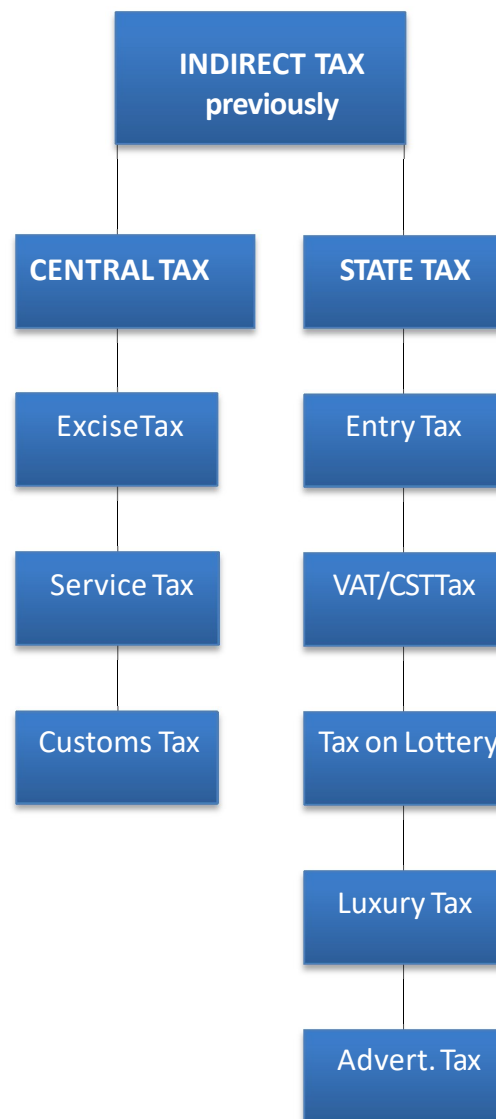 INDIRECT TAX
previously
CENTRAL TAX
STATE TAX
ExciseTax
Entry Tax
Service Tax
VAT/CSTTax
Customs Tax
Tax on Lottery
Luxury Tax
Advert. Tax